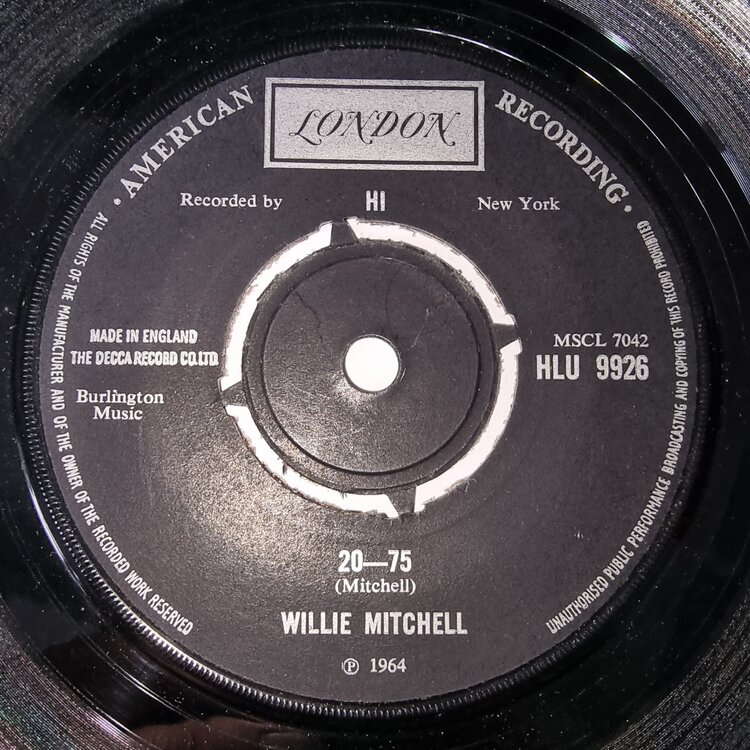 · AMERICAN RECORDING ·
LONDON
Recorded by HI New York
MADE IN ENGLAND
THE DECCA RECORD CO. LTD.
Burlington
Music
MSCL 7042
HLU 9926
20—75
(Mitchell)
WILLIE MITCHELL
℗ 1964
ALL RIGHTS OF THE MANUFACTURER AND OF THE OWNER OF THE RECORDED WORK RESERVED
UNAUTHORISED PUBLIC PERFORMANCE BROADCASTING AND COPYING OF THIS RECORD PROHIBITED